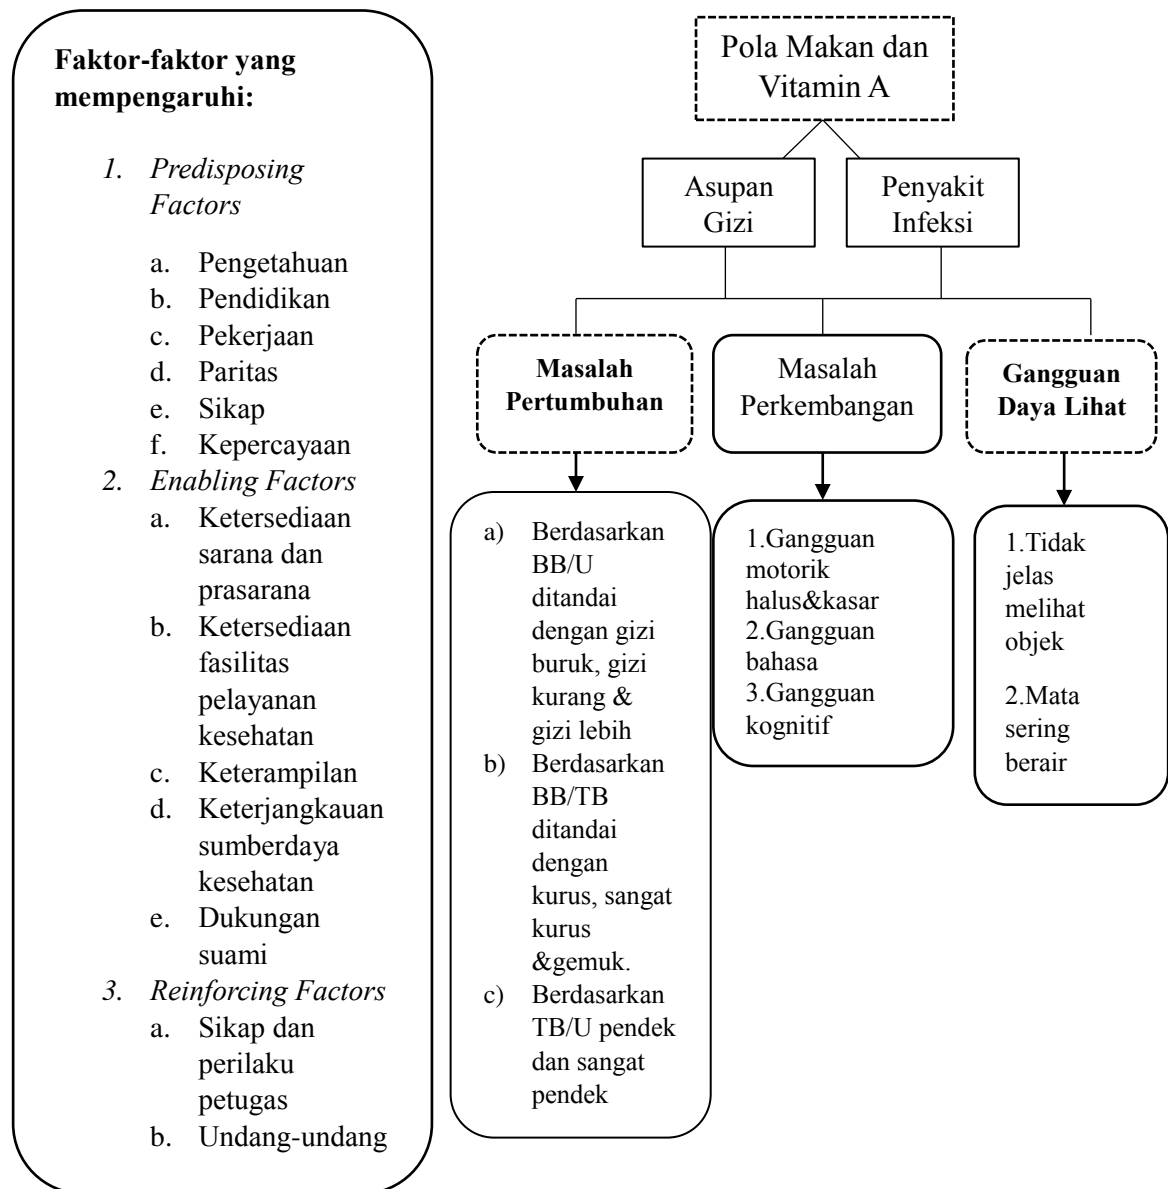 Faktor-faktor yang
mempengaruhi:
1. Predisposing
Factors
a. Pengetahuan
b. Pendidikan
c. Pekerjaan
d. Paritas
e. Sikap
f. Kepercayaan
2. Enabling Factors
a. Ketersediaan
sarana dan
prasarana
b. Ketersediaan
fasilitas
pelayanan
kesehatan
c. Keterampilan
d. Keterjangkauan
sumberdaya
kesehatan
e. Dukungan
suami
3. Reinforcing Factors
a. Sikap dan
perilaku
petugas
b. Undang-undang
Pola Makan dan
Vitamin A
Asupan
Gizi
Penyakit
Infeksi
Masalah
Pertumbuhan
Masalah
Perkembangan
Gangguan
Daya Lihat
a) Berdasarkan
BB/U
ditandai
dengan gizi
buruk, gizi
kurang &
gizi lebih
b) Berdasarkan
BB/TB
ditandai
dengan
kurus, sangat
kurus
&gemuk.
c) Berdasarkan
TB/U pendek
dan sangat
pendek
1.Gangguan
motorik
halus&kasar
2.Gangguan
bahasa
3.Gangguan
kognitif
1.Tidak
jelas
melihat
objek
2.Mata
sering
berair